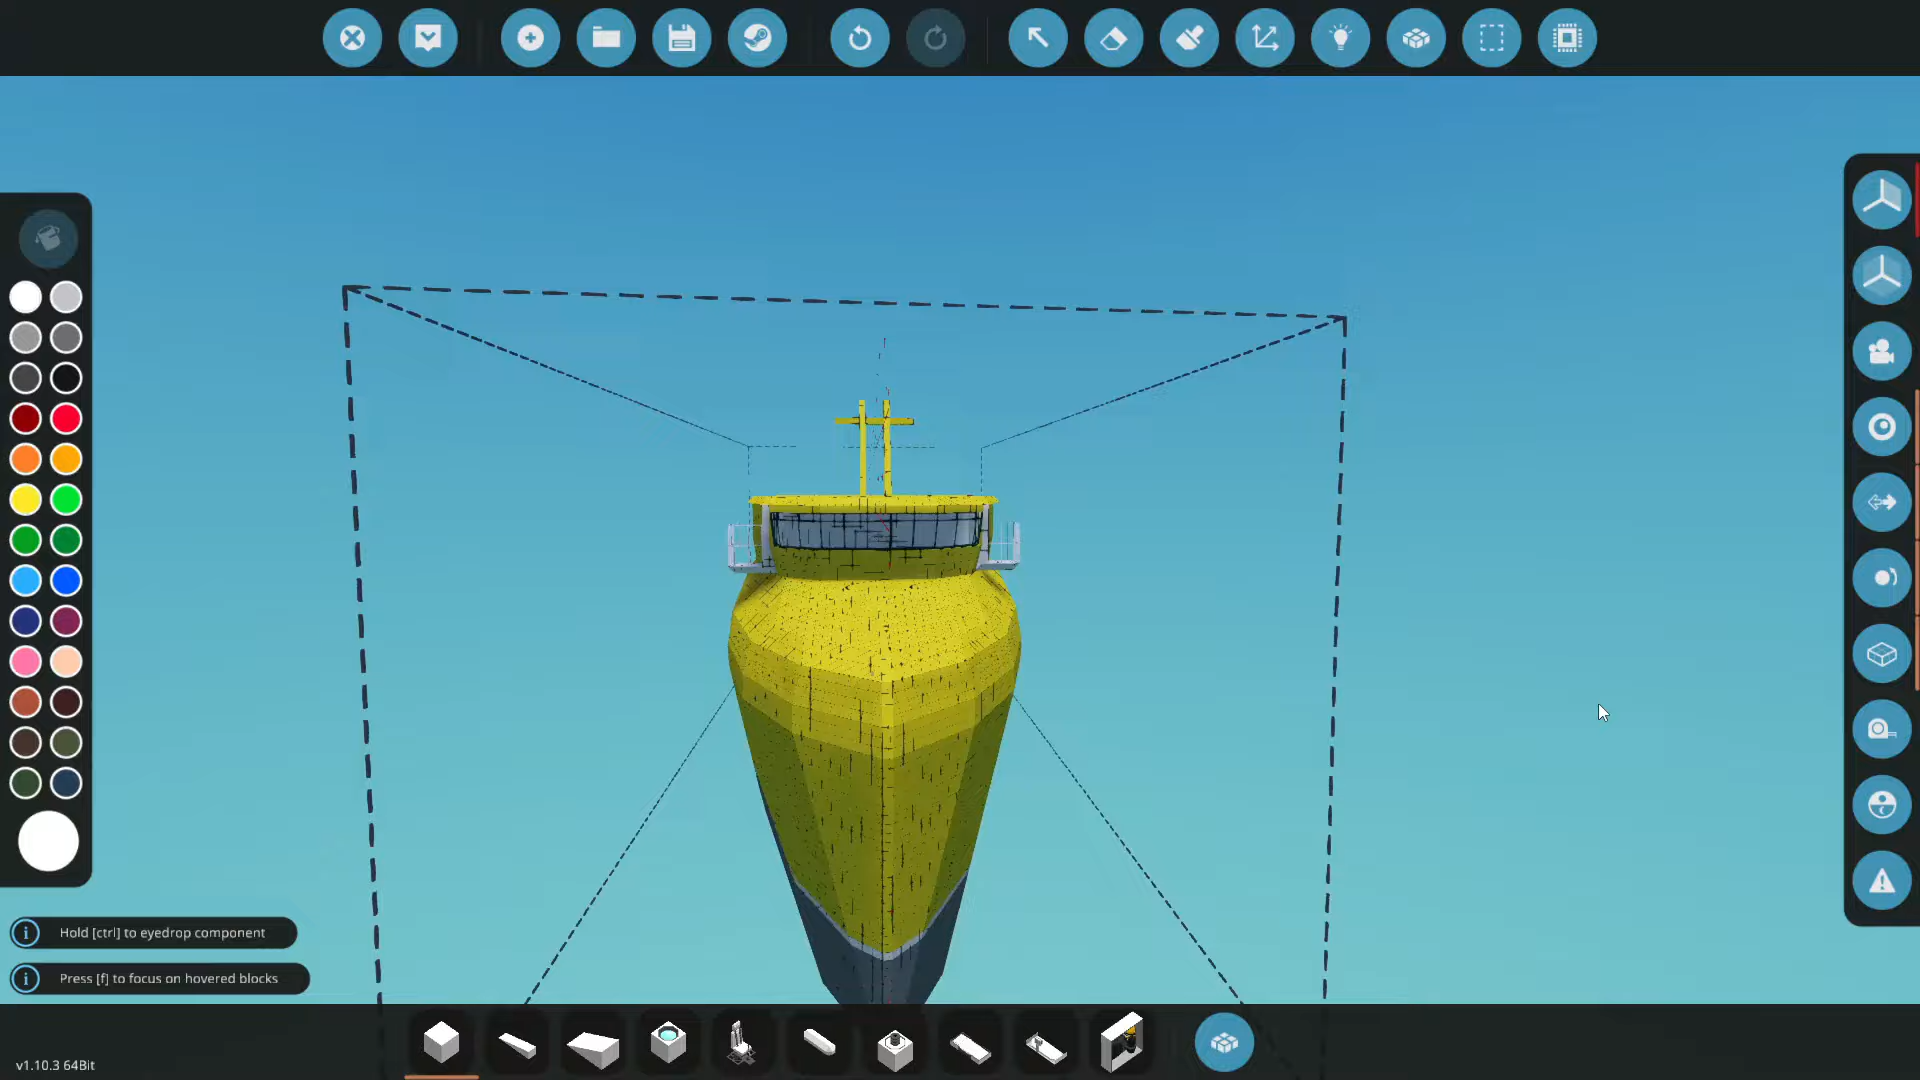 Hold [ctrl] to eyedrop component
Press [f] to focus on hovered blocks
v1.10.3 64Bit